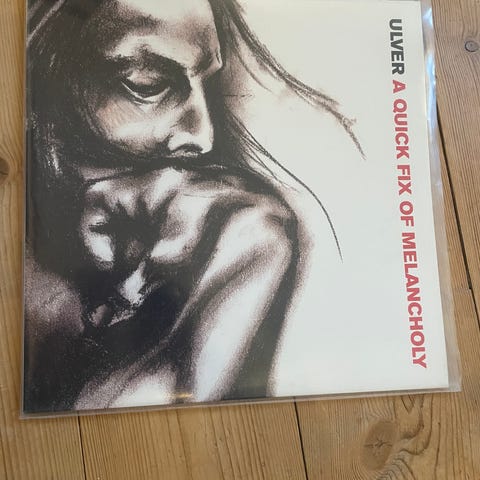 ULVER A QUICK FIX OF MELANCHOLY